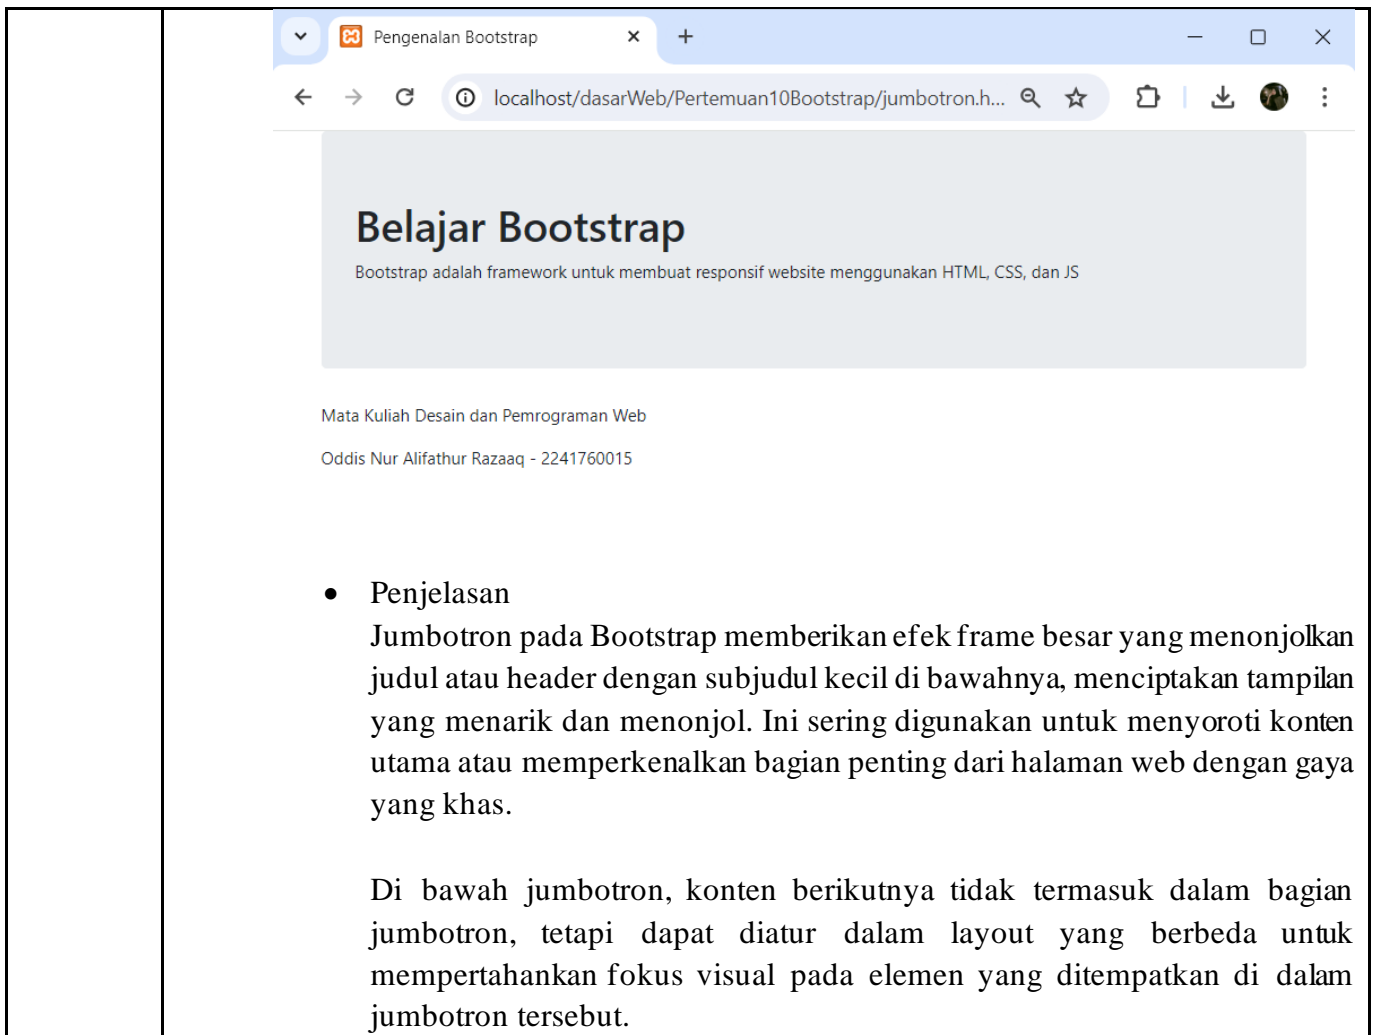 Pengenalan Bootstrap
localhost/dasarWeb/Pertemuan10Bootstrap/jumbotron.h...
Belajar Bootstrap
Bootstrap adalah framework untuk membuat responsif website menggunakan HTML, CSS, dan JS
Mata Kuliah Desain dan Pemrograman Web
Oddis Nur Alifathur Razaaq - 2241760015
• Penjelasan
Jumbotron pada Bootstrap memberikan efek frame besar yang menonjolkan
judul atau header dengan subjudul kecil di bawahnya, menciptakan tampilan
yang menarik dan menonjol. Ini sering digunakan untuk menyoroti konten
utama atau memperkenalkan bagian penting dari halaman web dengan gaya
yang khas.
Di bawah jumbotron, konten berikutnya tidak termasuk dalam bagian
jumbotron, tetapi dapat diatur dalam layout yang berbeda untuk
mempertahankan fokus visual pada elemen yang ditempatkan di dalam
jumbotron tersebut.